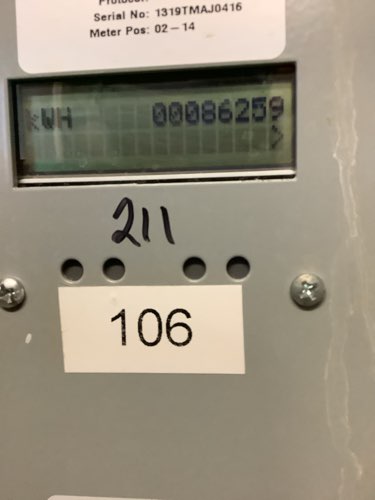 Serial No: 1319TMAJ0416
Meter Pos: 02-14
kWH 00086259
>
211
106